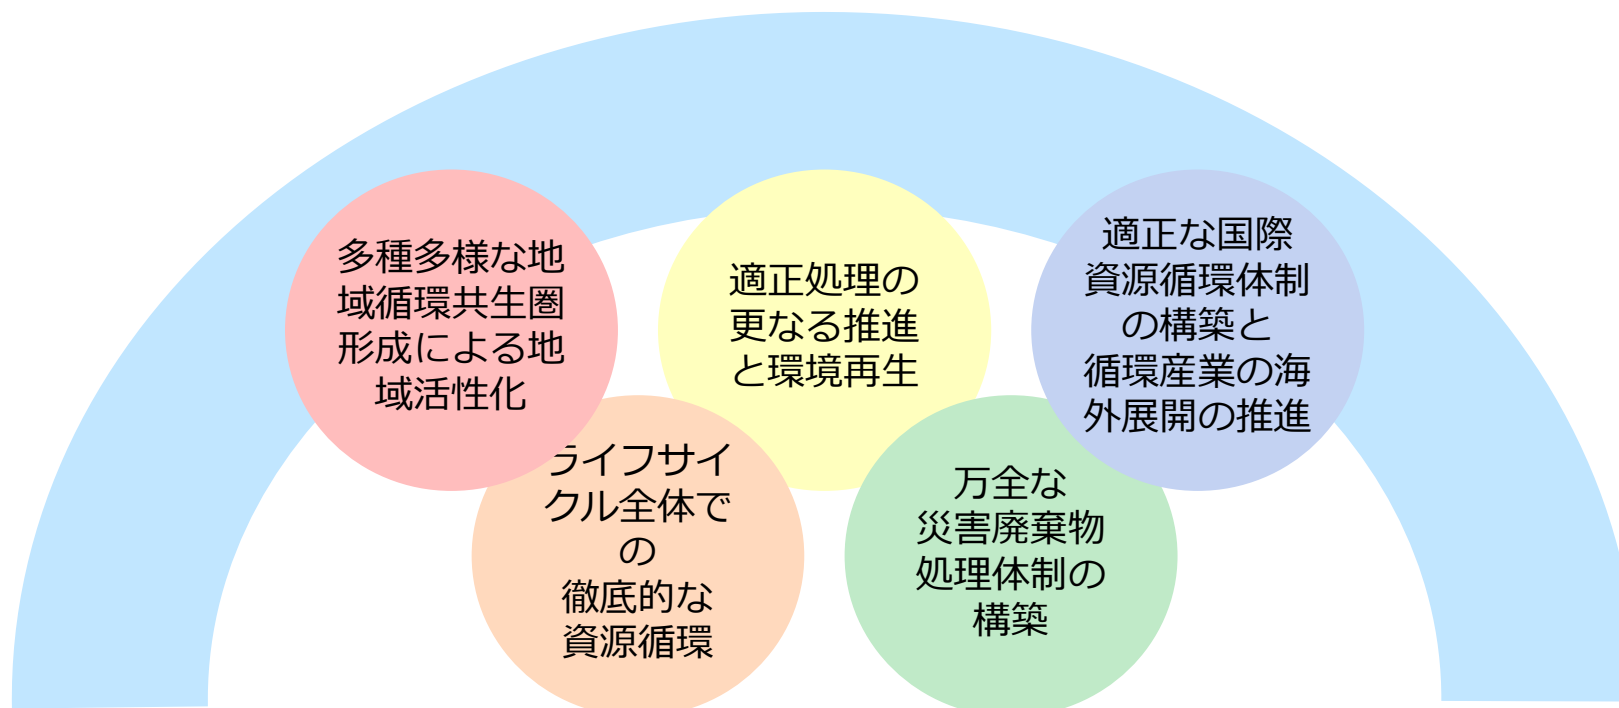 多種多様な地
域循環共生圏
形成による地
域活性化
ライフサイ
クル全体で
の
徹底的な
資源循環
適正処理の
更なる推進
と環境再生
万全な
災害廃棄物
処理体制の
構築
適正な国際
資源循環体制
の構築と
循環産業の海
外展開の推進